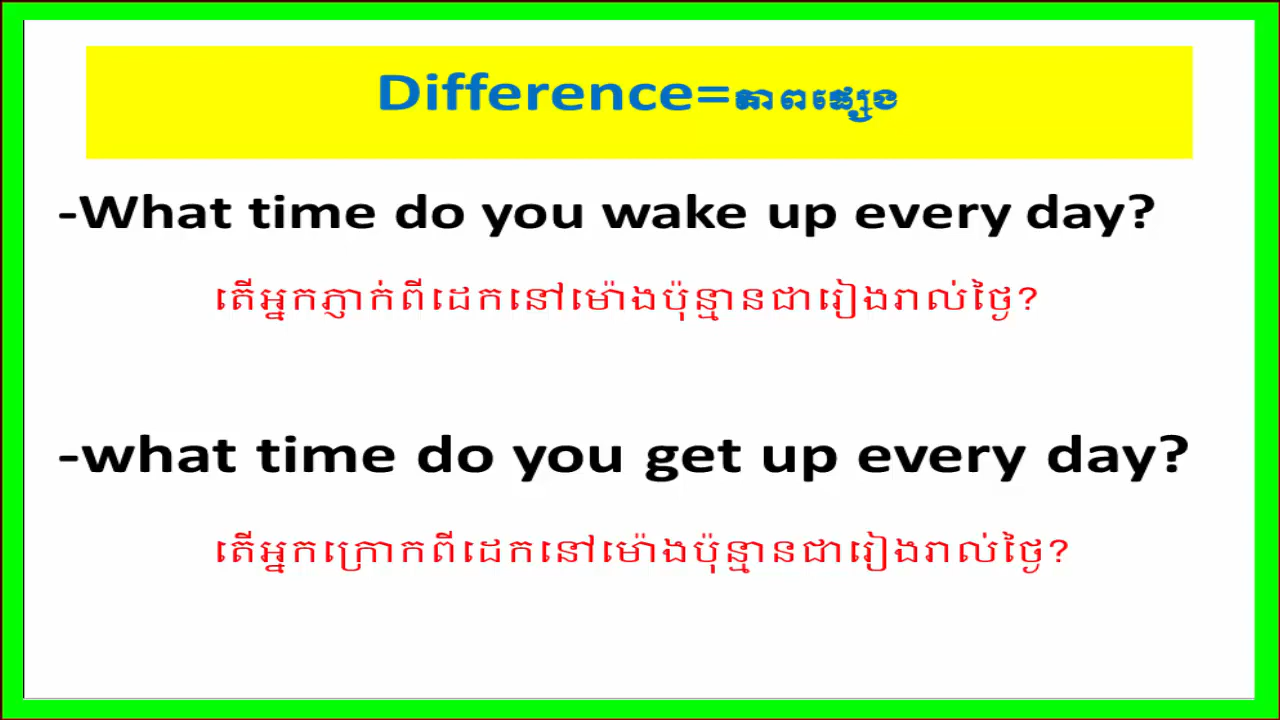 Difference=ភាពផ្សេង
-What time do you wake up every day?
តើអ្នកភ្ញាក់ពីដេកនៅម៉ោងប៉ុន្មានជារៀងរាល់ថ្ងៃ?
-what time do you get up every day?
តើអ្នកក្រោកពីដេកនៅម៉ោងប៉ុន្មានជារៀងរាល់ថ្ងៃ?